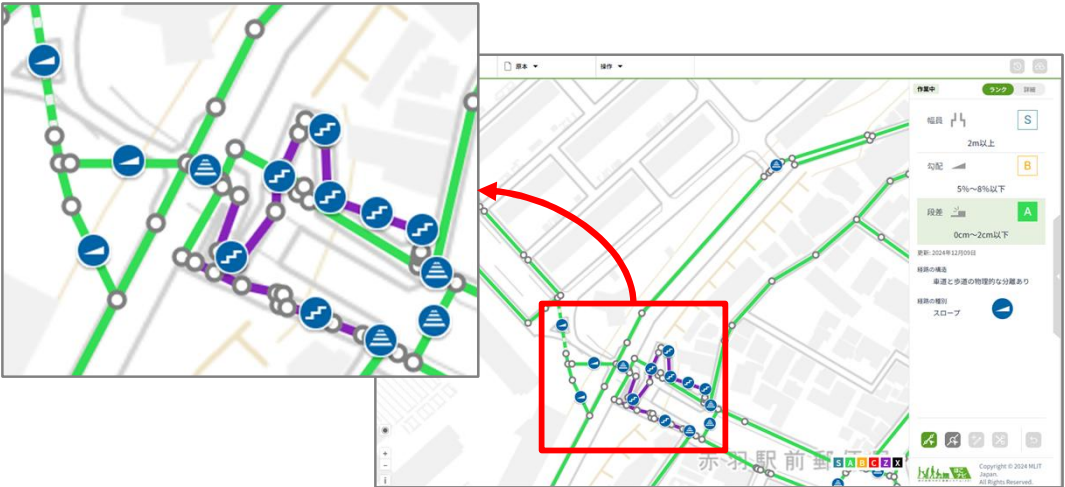 原本
操作
作業中
ランク
詳細
幅員
S
2m以上
勾配
B
5%～8%以下
段差
A
0cm～2cm以下
更新: 2024年12月09日
経路の構造
車道と歩道の物理的な分離あり
経路の種別
スロープ
赤羽駅前郵便
S A B C Z X
Copyright © 2024 MLIT
Japan.
All Rights Reserved.